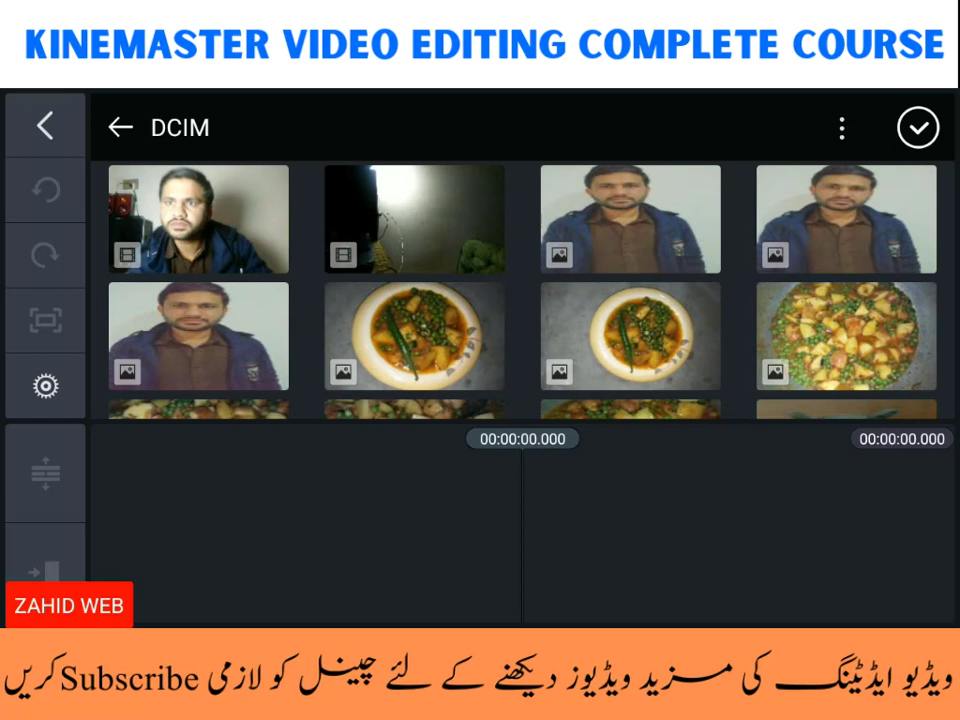 KINEMASTER VIDEO EDITING COMPLETE COURSE
DCIM
00:00:00.000
00:00:00.000
ZAHID WEB
ویڈیو ایڈیٹینگ کی مزید ویڈیوز دیکھنے کے لئے چینل کو لازمی Subscribe کریں